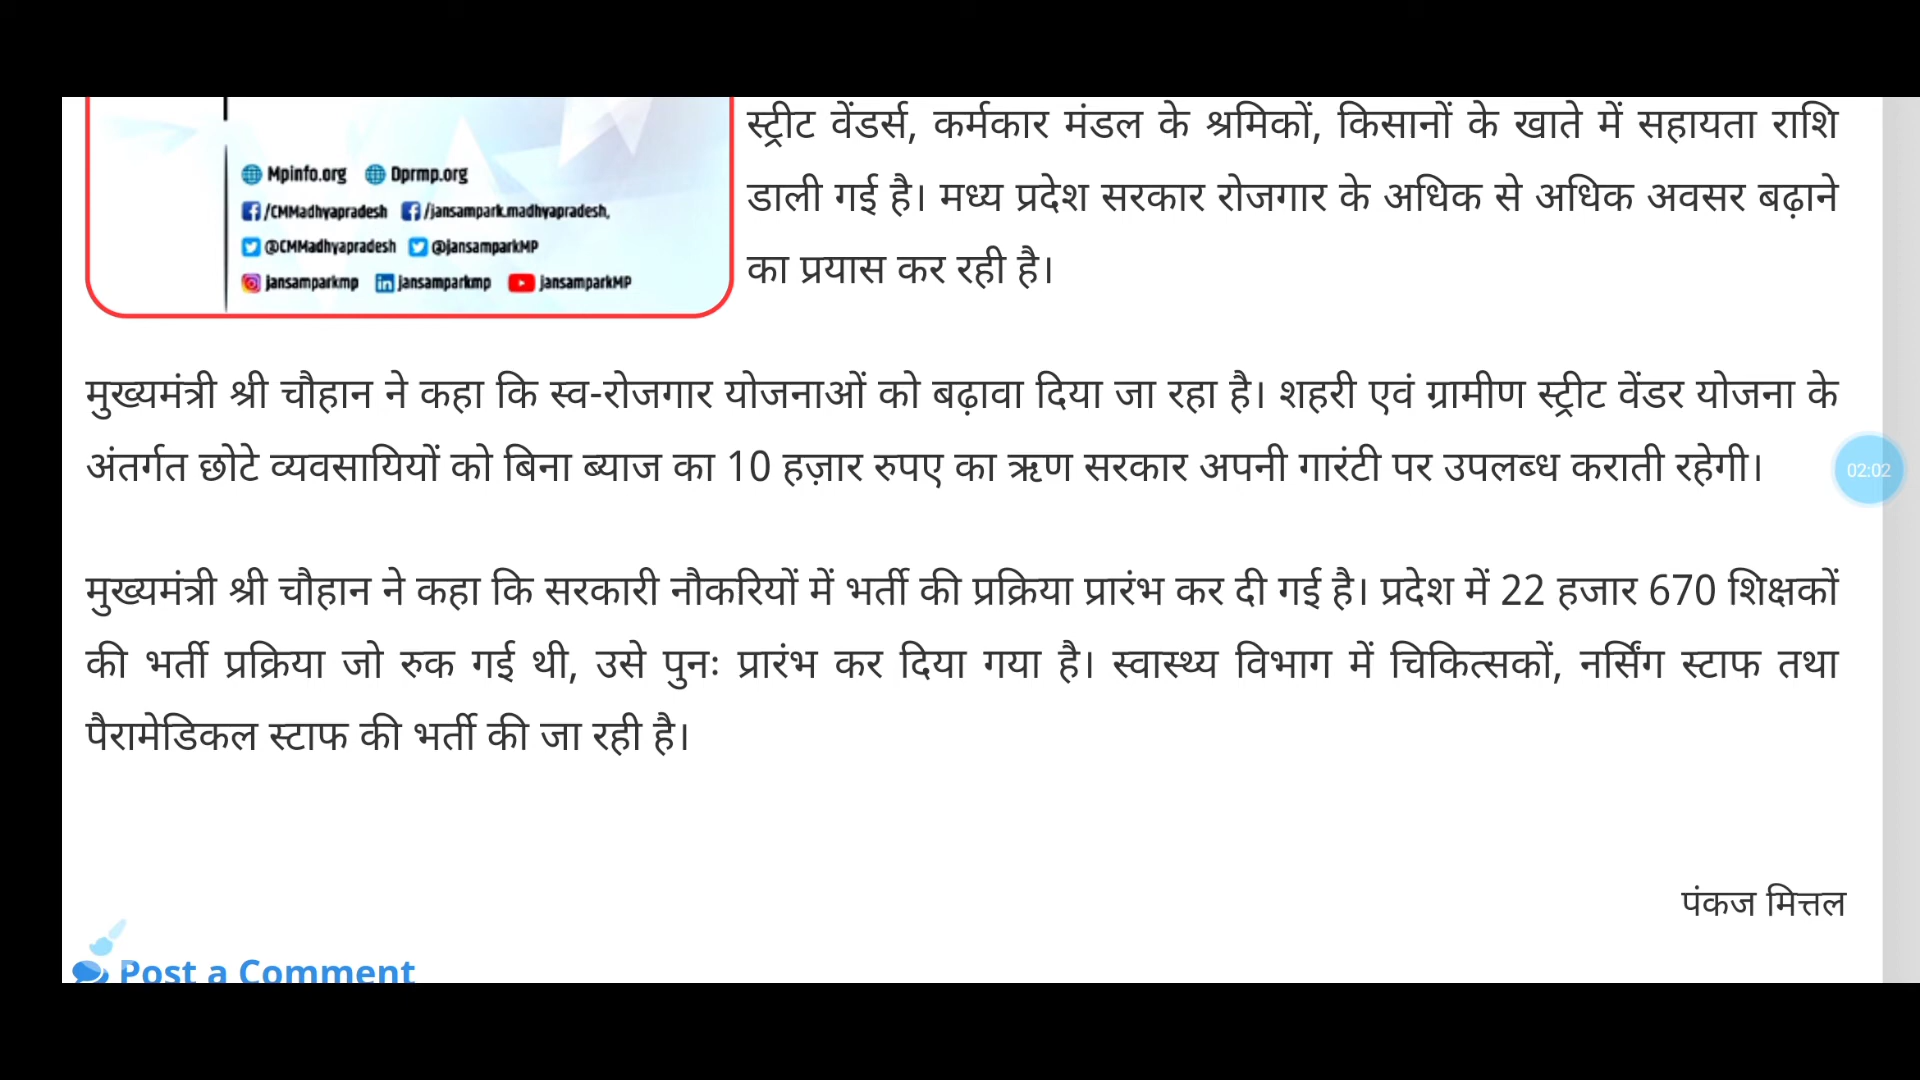 Mpinfo.org Dprmp.org
/CMMadhyapradesh /jansampark.madhyapradesh,
@CMMadhyapradesh @jansamparkMP
jansamparkmp jansamparkmp jansamparkMP
स्ट्रीट वेंडर्स, कर्मकार मंडल के श्रमिकों, किसानों के खाते में सहायता राशि
डाली गई है। मध्य प्रदेश सरकार रोजगार के अधिक से अधिक अवसर बढ़ाने
का प्रयास कर रही है।
मुख्यमंत्री श्री चौहान ने कहा कि स्व-रोजगार योजनाओं को बढ़ावा दिया जा रहा है। शहरी एवं ग्रामीण स्ट्रीट वेंडर योजना के
अंतर्गत छोटे व्यवसायियों को बिना ब्याज का 10 हज़ार रुपए का ऋण सरकार अपनी गारंटी पर उपलब्ध कराती रहेगी।
02:02
मुख्यमंत्री श्री चौहान ने कहा कि सरकारी नौकरियों में भर्ती की प्रक्रिया प्रारंभ कर दी गई है। प्रदेश में 22 हजार 670 शिक्षकों
की भर्ती प्रक्रिया जो रुक गई थी, उसे पुनः प्रारंभ कर दिया गया है। स्वास्थ्य विभाग में चिकित्सकों, नर्सिंग स्टाफ तथा
पैरामेडिकल स्टाफ की भर्ती की जा रही है।
पंकज मित्तल
Post a Comment